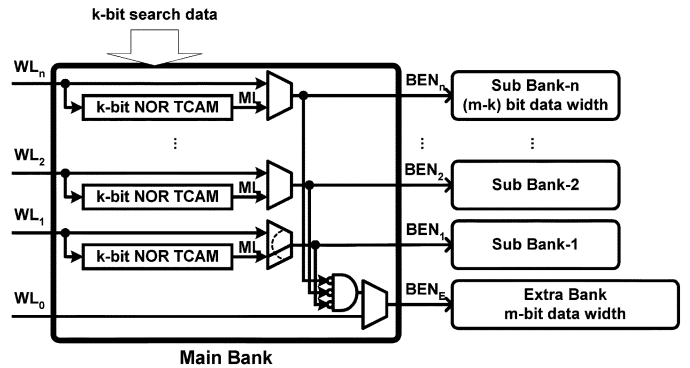 k-bit search data
WLn
k-bit NOR TCAM
ML
BENn
Sub Bank-n
(m-k) bit data width
...
...
...
WL2
k-bit NOR TCAM
ML
BEN2
Sub Bank-2
WL1
k-bit NOR TCAM
ML
BEN1
Sub Bank-1
WL0
BENE
Extra Bank
m-bit data width
Main Bank